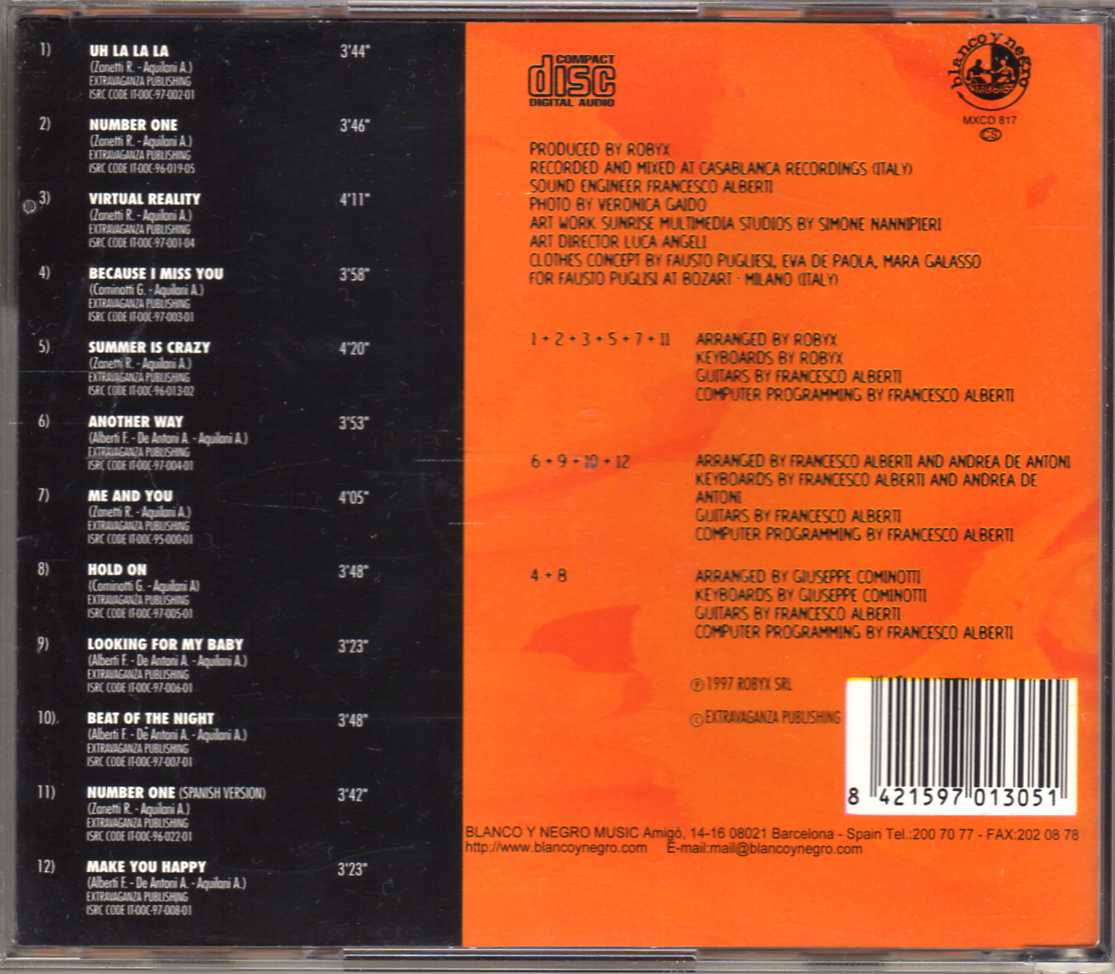 1) UH LA LA LA 3'44"
(Zanetti R. - Aquilani A.)
EXTRAVAGANZA PUBLISHING
ISRC CODE IT-00C-97-002-01
2) NUMBER ONE 3'46"
(Zanetti R. - Aquilani A.)
EXTRAVAGANZA PUBLISHING
ISRC CODE IT-00C-96-019-05
3) VIRTUAL REALITY 4'11"
(Zanetti R. - Aquilani A.)
EXTRAVAGANZA PUBLISHING
ISRC CODE IT-00C-97-001-04
4) BECAUSE I MISS YOU 3'58"
(Cominotti G. - Aquilani A.)
EXTRAVAGANZA PUBLISHING
ISRC CODE IT-00C-97-003-01
5) SUMMER IS CRAZY 4'20"
(Zanetti R. - Aquilani A.)
EXTRAVAGANZA PUBLISHING
ISRC CODE IT-00C-96-013-02
6) ANOTHER WAY 3'53"
(Alberti F. - De Antoni A. - Aquilani A.)
EXTRAVAGANZA PUBLISHING
ISRC CODE IT-00C-97-004-01
7) ME AND YOU 4'05"
(Zanetti R. - Aquilani A.)
EXTRAVAGANZA PUBLISHING
ISRC CODE IT-00C-95-000-01
8) HOLD ON 3'48"
(Cominotti G. - Aquilani A)
EXTRAVAGANZA PUBLISHING
ISRC CODE IT-00C-97-005-01
9) LOOKING FOR MY BABY 3'23"
(Alberti F. - De Antoni A. - Aquilani A.)
EXTRAVAGANZA PUBLISHING
ISRC CODE IT-00C-97-006-01
10). BEAT OF THE NIGHT 3'48"
(Alberti F. - De Antoni A. - Aquilani A.)
EXTRAVAGANZA PUBLISHING
ISRC CODE IT-00C-97-007-01
11) NUMBER ONE (SPANISH VERSION) 3'42"
(Zanetti R. - Aquilani A.)
EXTRAVAGANZA PUBLISHING
ISRC CODE IT-00C-96-022-01
12) MAKE YOU HAPPY 3'23"
(Alberti F. - De Antoni A. - Aquilani A.)
EXTRAVAGANZA PUBLISHING
ISRC CODE IT-00C-97-008-01
COMPACT
disc
DIGITAL AUDIO
blanco y negro
MUSIC
MXCD 817
CS
PRODUCED BY ROBYX
RECORDED AND MIXED AT CASABLANCA RECORDINGS (ITALY)
SOUND ENGINEER FRANCESCO ALBERTI
PHOTO BY VERONICA GAIDO
ART WORK SUNRISE MULTIMEDIA STUDIOS BY SIMONE NANNIPIERI
ART DIRECTOR LUCA ANGELI
CLOTHES CONCEPT BY FAUSTO PUGLIESI, EVA DE PAOLA, MARA GALASSO
FOR FAUSTO PUGLISI AT BOZART - MILANO (ITALY)
1 + 2 + 3 + 5 + 7 + 11 ARRANGED BY ROBYX
KEYBOARDS BY ROBYX
GUITARS BY FRANCESCO ALBERTI
COMPUTER PROGRAMMING BY FRANCESCO ALBERTI
6 + 9 + 10 + 12 ARRANGED BY FRANCESCO ALBERTI AND ANDREA DE ANTONI
KEYBOARDS BY FRANCESCO ALBERTI AND ANDREA DE
ANTONI
GUITARS BY FRANCESCO ALBERTI
COMPUTER PROGRAMMING BY FRANCESCO ALBERTI
4 + 8 ARRANGED BY GIUSEPPE COMINOTTI
KEYBOARDS BY GIUSEPPE COMINOTTI
GUITARS BY FRANCESCO ALBERTI
COMPUTER PROGRAMMING BY FRANCESCO ALBERTI
℗ 1997 ROBYX SRL
© EXTRAVAGANZA PUBLISHING
8 421597 013051
BLANCO Y NEGRO MUSIC Amigó, 14-16 08021 Barcelona - Spain Tel.:200 70 77 - FAX:202 08 78
http://www.blancoynegro.com E-mail:mail@blancoynegro.com